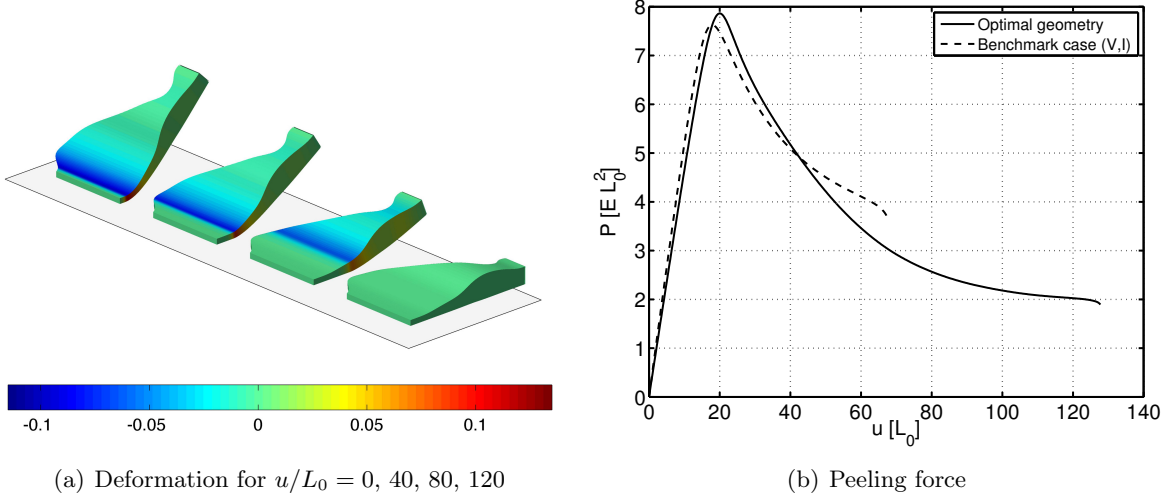 -0.1 -0.05 0 0.05 0.1
(a) Deformation for u/L₀ = 0, 40, 80, 120
8
7
6
5
4
3
2
1
0
P [E L₀²]
Optimal geometry
Benchmark case (V,I)
0 20 40 60 80 100 120 140
u [L₀]
(b) Peeling force